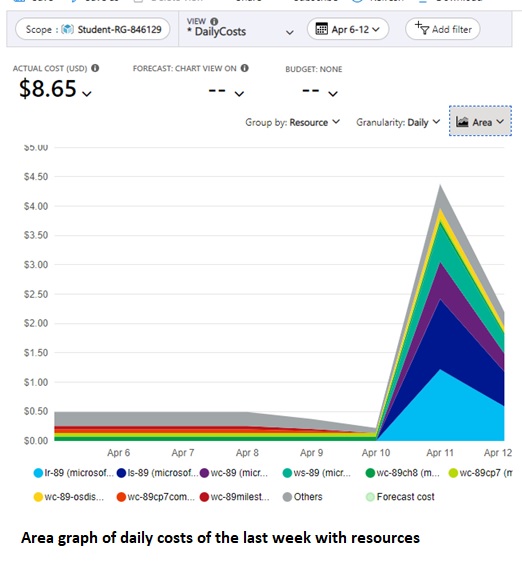 Scope : Student-RG-846129
VIEW
* DailyCosts
Apr 6-12
Add filter
ACTUAL COST (USD)
$8.65
FORECAST: CHART VIEW ON
--
BUDGET: NONE
--
Group by: Resource
Granularity: Daily
Area
$5.00
$4.50
$4.00
$3.50
$3.00
$2.50
$2.00
$1.50
$1.00
$0.50
$0.00
Apr 6 Apr 7 Apr 8 Apr 9 Apr 10 Apr 11 Apr 12
lr-89 (microsof... ls-89 (microsof... wc-89 (micr... ws-89 (micr... wc-89ch8 (m... wc-89cp7 (m
wc-89-osdis... wc-89cp7com... wc-89milest... Others Forecast cost
Area graph of daily costs of the last week with resources